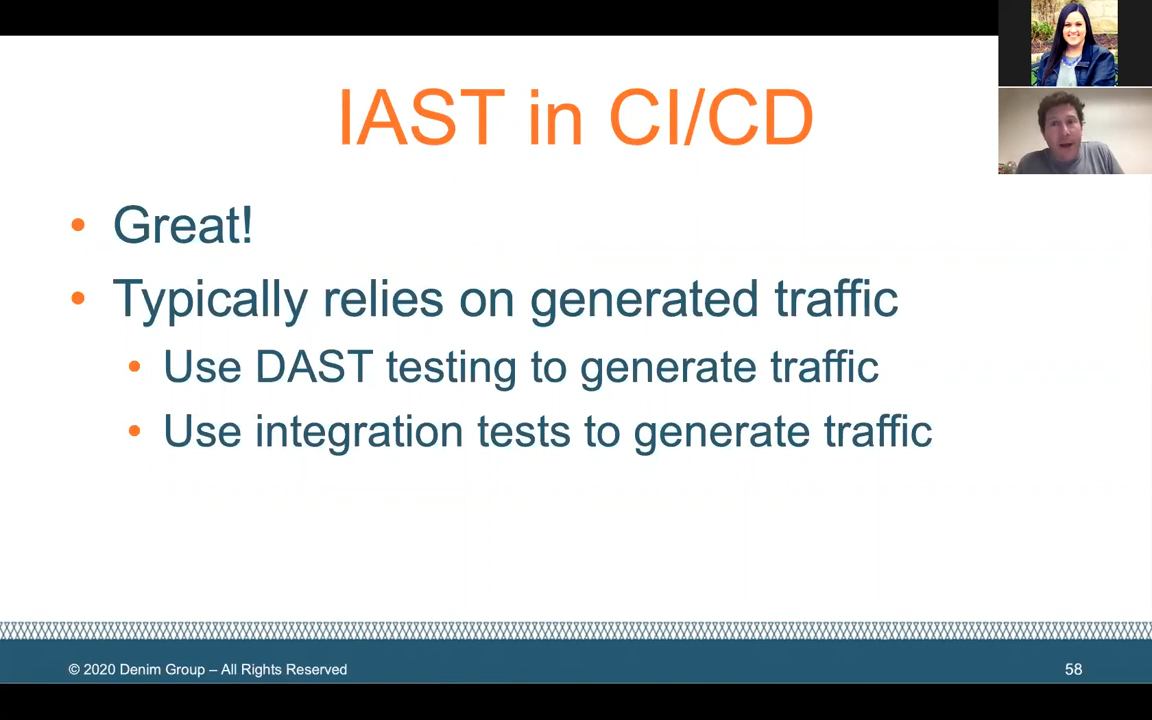 IAST in CI/CD
• Great!
• Typically relies on generated traffic
• Use DAST testing to generate traffic
• Use integration tests to generate traffic
© 2020 Denim Group – All Rights Reserved
58